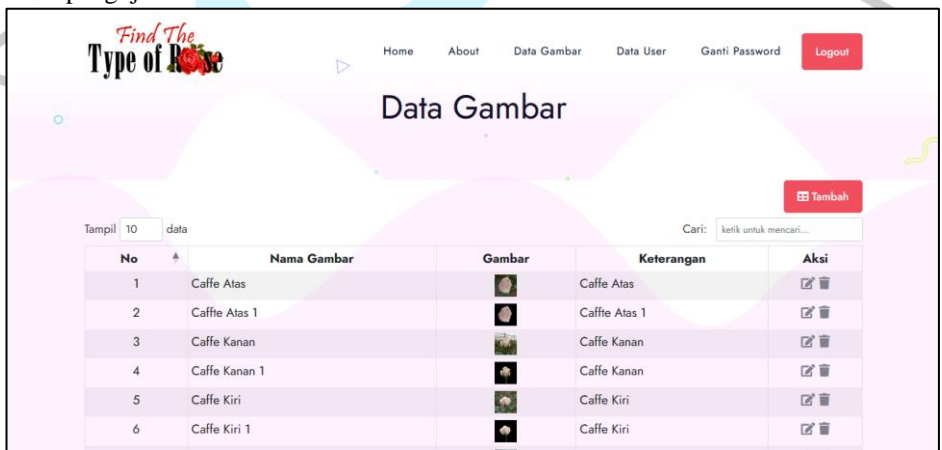 Find The
Type of Rose
Home About Data Gambar Data User Ganti Password Logout
Data Gambar
Tambah
Tampil 10 data Cari: ketik untuk mencari...
No Nama Gambar Gambar Keterangan Aksi
1 Caffe Atas Caffe Atas
2 Caffte Atas 1 Caffte Atas 1
3 Caffe Kanan Caffe Kanan
4 Caffe Kanan 1 Caffe Kanan
5 Caffe Kiri Caffe Kiri
6 Caffe Kiri 1 Caffe Kiri